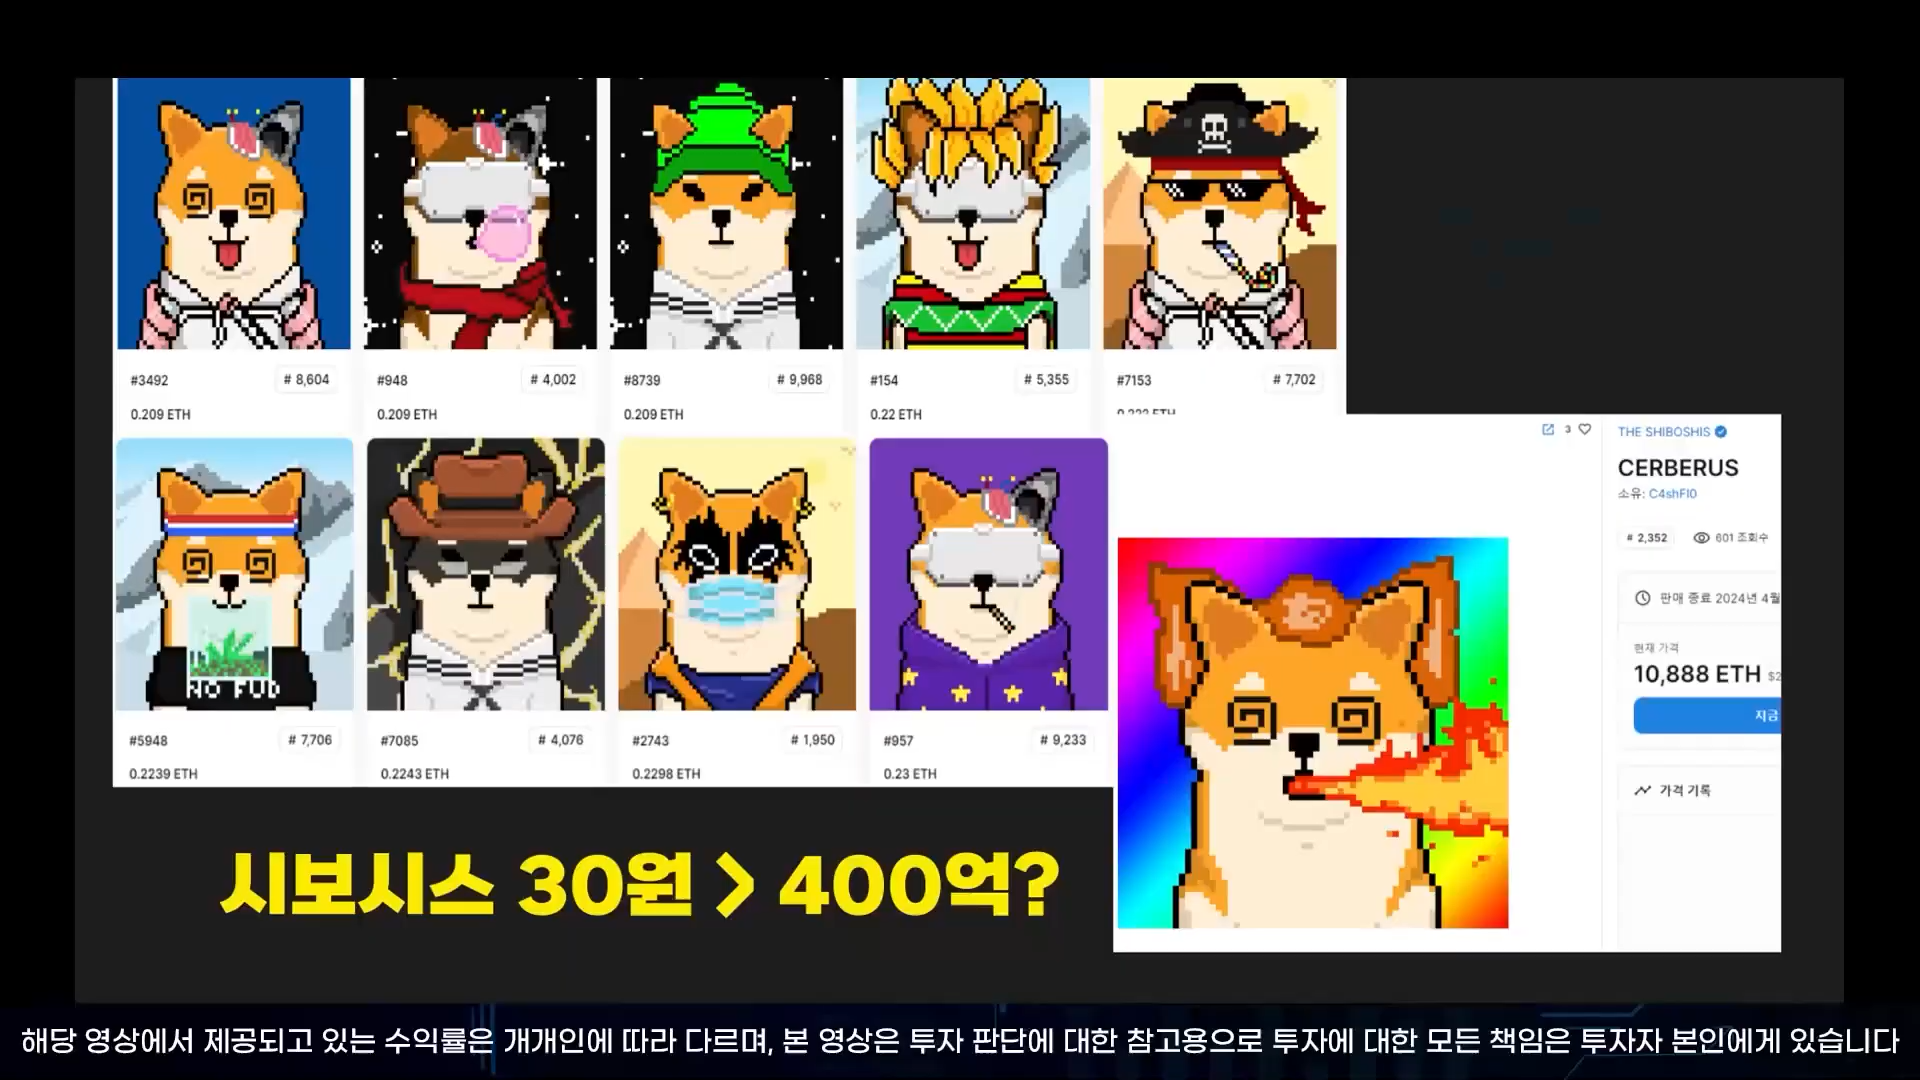 #3492 # 8,604
0.209 ETH
#948 # 4,002
0.209 ETH
#8739 # 9,968
0.209 ETH
#154 # 5,355
0.22 ETH
#7153 # 7,702
ETH
NO FUD
#5948 # 7,706
0.2239 ETH
#7085 # 4,076
0.2243 ETH
#2743 # 1,950
0.2298 ETH
#957 # 9,233
0.23 ETH
3
THE SHIBOSHIS
CERBERUS
소유: C4shFl0
# 2,352 601 조회수
판매 종료 2024년 4월
현재 가격
10,888 ETH $2
지금
가격 기록
시보시스 30원 > 400억?
해당 영상에서 제공되고 있는 수익률은 개개인에 따라 다르며, 본 영상은 투자 판단에 대한 참고용으로 투자에 대한 모든 책임은 투자자 본인에게 있습니다